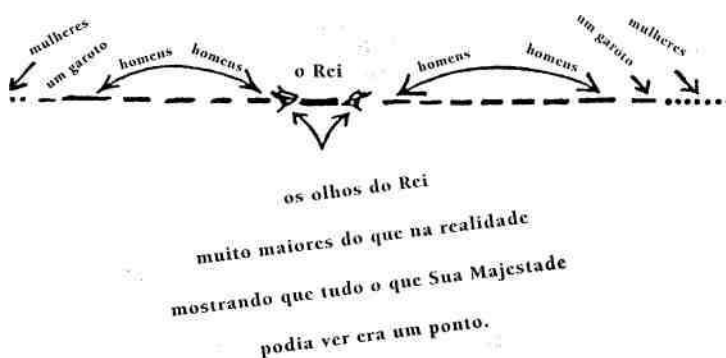 mulheres
um garoto
homens
homens
o Rei
homens
homens
um garoto
mulheres
os olhos do Rei
muito maiores do que na realidade
mostrando que tudo o que Sua Majestade
podia ver era um ponto.